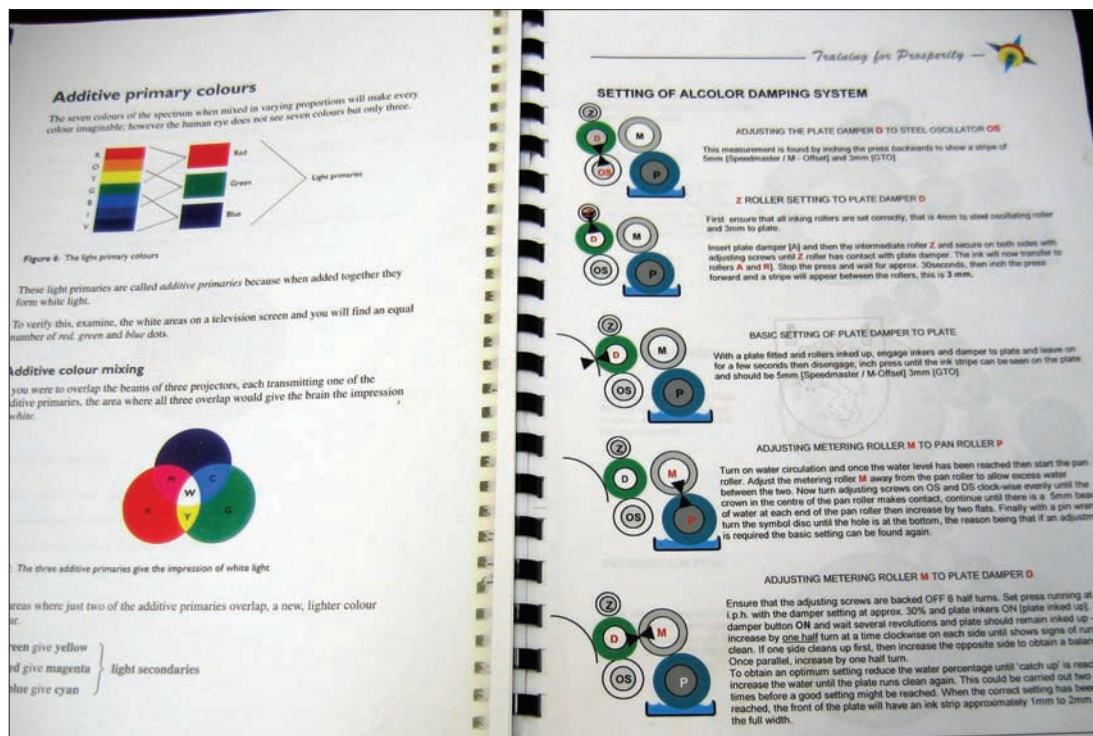 Additive primary colours
The seven colours of the spectrum when mixed in varying proportions will make every
colour imaginable; however the human eye does not see seven colours but only three.
R
O
Y
G
B
I
V
Red
Green
Blue
Light primaries
Figure 6 The light primary colours
These light primaries are called additive primaries because when added together they
form white light.
To verify this, examine, the white areas on a television screen and you will find an equal
number of red, green and blue dots.
Additive colour mixing
you were to overlap the beams of three projectors, each transmitting one of the
ditive primaries, the area where all three overlap would give the brain the impression
white.
M
C
W
R
Y
G
: The three additive primaries give the impression of white light
reas where just two of the additive primaries overlap, a new, lighter colour
reen give yellow
ed give magenta
light secondaries
lue give cyan
Training for Prosperity
SETTING OF ALCOLOR DAMPING SYSTEM
Z
D
M
OS
P
ADJUSTING THE PLATE DAMPER D TO STEEL OSCILLATOR OS
This measurement is found by inching the press backwards to show a stripe of
5mm [Speedmaster / M - Offset] and 3mm [GTO].
D
M
OS
P
Z ROLLER SETTING TO PLATE DAMPER D
First ensure that all inking rollers are set correctly, that is 4mm to steel oscillating roller
and 3mm to plate.
Insert plate damper [A] and then the intermediate roller Z and secure on both sides with
adjusting screws until Z roller has contact with plate damper. The ink will now transfer to
rollers A and R]. Stop the press and wait for approx. 30seconds, then inch the press
forward and a stripe will appear between the rollers, this is 3 mm.
Z
D
M
OS
P
BASIC SETTING OF PLATE DAMPER TO PLATE
With a plate fitted and rollers inked up, engage inkers and damper to plate and leave on
for a few seconds then disengage, inch press until the ink stripe can be seen on the plate
and should be 5mm [Speedmaster / M-Offset] 3mm [GTO]
Z
D
M
OS
P
ADJUSTING METERING ROLLER M TO PAN ROLLER P
Turn on water circulation and once the water level has been reached then start the pan
roller. Adjust the metering roller M away from the pan roller to allow excess water
between the two. Now turn adjusting screws on OS and DS clock-wise evenly until the
crown in the centre of the pan roller makes contact, continue until there is a 5mm bea
of water at each end of the pan roller then increase by two flats. Finally with a pin wren
turn the symbol disc until the hole is at the bottom, the reason being that if an adjustm
is required the basic setting can be found again.
Z
D
M
OS
P
ADJUSTING METERING ROLLER M TO PLATE DAMPER D
Ensure that the adjusting screws are backed OFF 6 half turns. Set press running at
i.p.h. with the damper setting at approx. 30% and plate inkers ON [plate inked up].
damper button ON and wait several revolutions and plate should remain inked up -
increase by one half turn at a time clockwise on each side until shows signs of run
clean. If one side cleans up first, then increase the opposite side to obtain a balan
Once parallel, increase by one half turn.
To obtain an optimum setting reduce the water percentage until 'catch up' is reac
increase the water until the plate runs clean again. This could be carried out two
times before a good setting might be reached. When the correct setting has bee
reached, the front of the plate will have an ink strip approximately 1mm to 2mm
the full width.